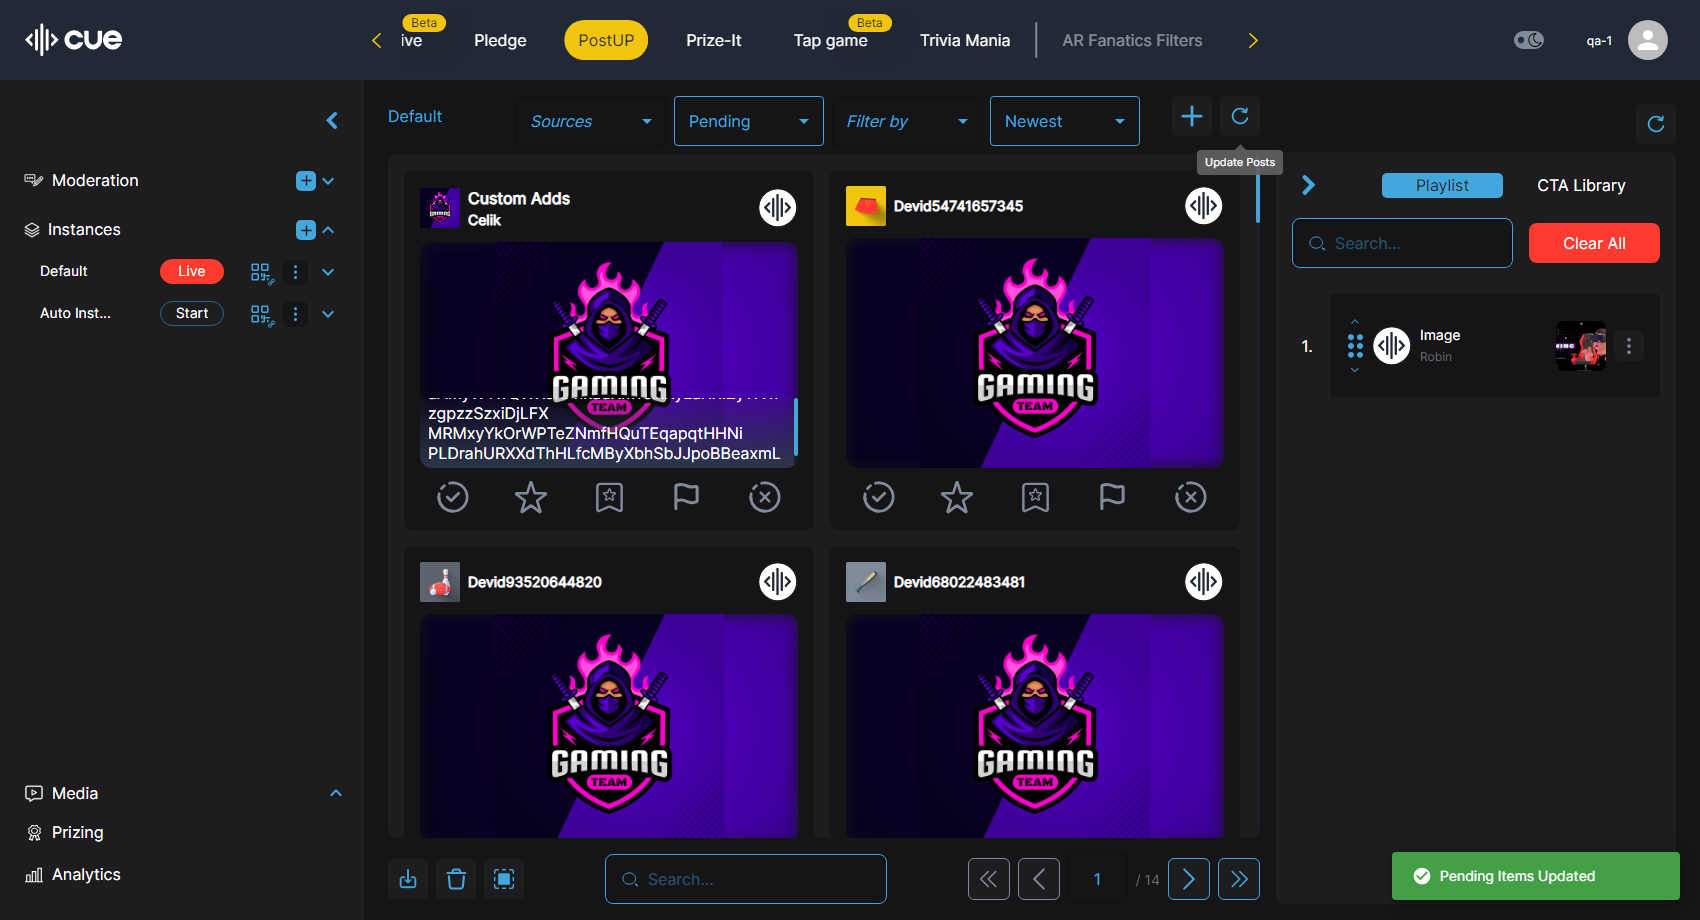 cue
Beta
ive
Pledge
PostUP
Prize-It
Beta
Tap game
Trivia Mania
AR Fanatics Filters
qa-1
Moderation
Instances
Default
Live
Auto Inst...
Start
Media
Prizing
Analytics
Default
Sources
Pending
Filter by
Newest
Update Posts
Custom Adds
Celik
GAMING
TEAM
zgpzzSzxiDjLFX
MRMxyYkOrWPTeZNmfHQuTEqapqtHHNi
PLDrahURXXdThHLfcMByXbhSbJJpoBBeaxmL
Devid54741657345
GAMING
TEAM
Devid93520644820
GAMING
TEAM
Devid68022483481
GAMING
TEAM
Search...
1
/ 14
Playlist
CTA Library
Search...
Clear All
1.
Image
Robin
Pending Items Updated